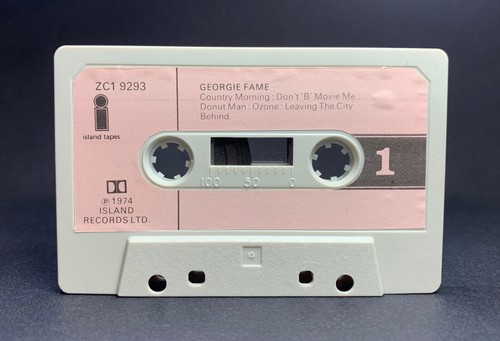 ZC1 9293
island tapes
GEORGIE FAME
Country Morning : Don't 'B' Movie Me :
Donut Man : Ozone : Leaving The City
Behind.
1
100 50 0
℗ 1974
ISLAND
RECORDS LTD.